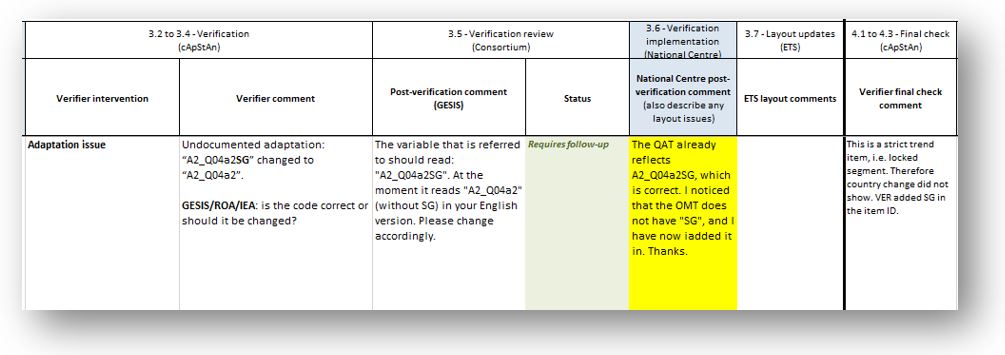 3.2 to 3.4 - Verification
(cApStAn)
3.5 - Verification review
(Consortium)
3.6 - Verification
implementation
(National Centre)
3.7 - Layout updates
(ETS)
4.1 to 4.3 - Final check
(cApStAn)
Verifier intervention
Verifier comment
Post-verification comment
(GESIS)
Status
National Centre post-
verification comment
(also describe any
layout issues)
ETS layout comments
Verifier final check
comment
Adaptation issue
Undocumented adaptation:
“A2_Q04a2SG” changed to
“A2_Q04a2”.
GESIS/ROA/IEA: is the code correct or
should it be changed?
The variable that is referred
to should read:
"A2_Q04a2SG". At the
moment it reads "A2_Q04a2"
(without SG) in your English
version. Please change
accordingly.
Requires follow-up
The QAT already
reflects
A2_Q04a2SG, which
is correct. I noticed
that the OMT does
not have "SG", and I
have now iadded it
in. Thanks.
This is a strict trend
item, i.e. locked
segment. Therefore
country change did not
show. VER added SG in
the item ID.